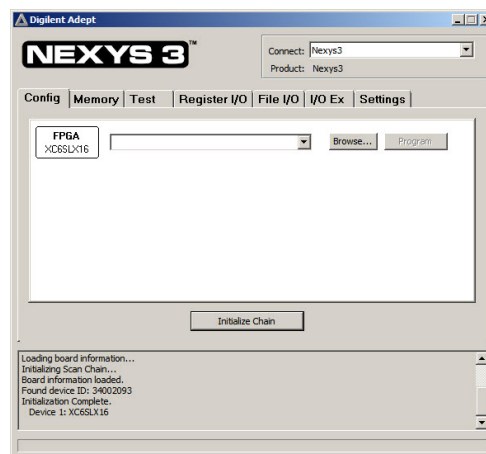 Digilent Adept
NEXYS 3™
Connect: Nexys3
Product: Nexys3
Config Memory Test Register I/O File I/O I/O Ex Settings
FPGA
XC6SLX16
Browse... Program
Initialize Chain
Loading board information...
Initializing Scan Chain...
Board information loaded.
Found device ID: 34002093
Initialization Complete.
Device 1: XC6SLX16